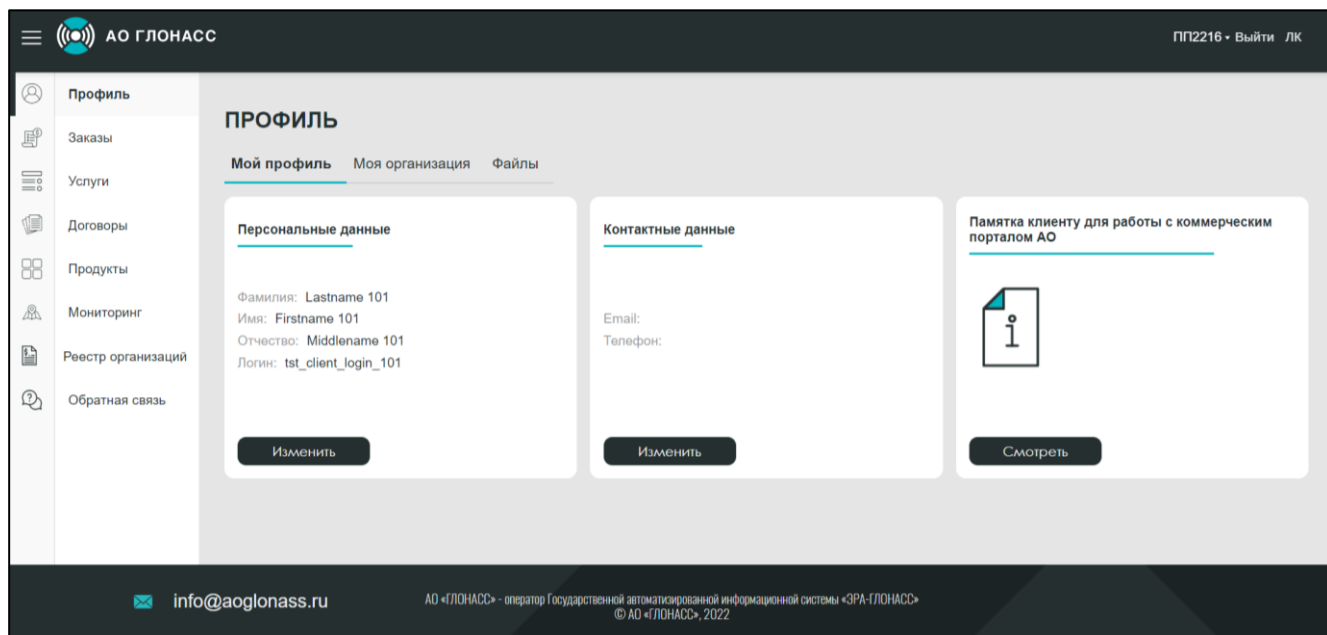 АО ГЛОНАСС
ПП2216 Выйти ЛК
Профиль
Заказы
Услуги
Договоры
Продукты
Мониторинг
Реестр организаций
Обратная связь
ПРОФИЛЬ
Мой профиль Моя организация Файлы
Персональные данные
Фамилия: Lastname 101
Имя: Firstname 101
Отчество: Middlename 101
Логин: tst_client_login_101
Изменить
Контактные данные
Email:
Телефон:
Изменить
Памятка клиенту для работы с коммерческим
порталом АО
Смотреть
info@aoglonass.ru
АО «ГЛОНАСС» - оператор Государственной автоматизированной информационной системы «ЭРА-ГЛОНАСС»
© АО «ГЛОНАСС», 2022